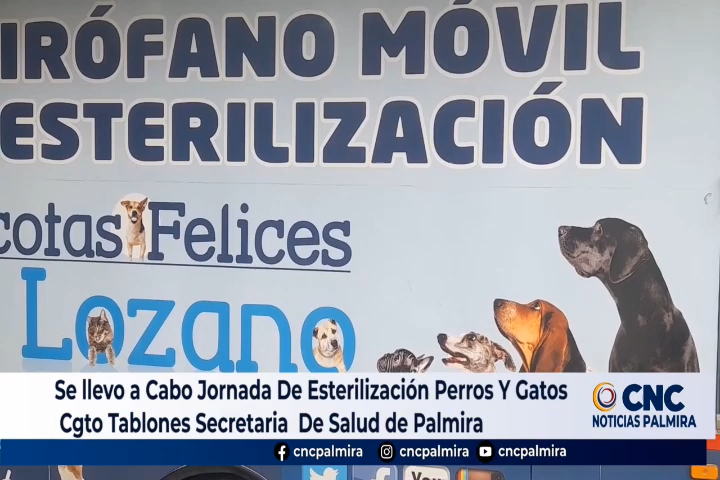 IRÓFANO MÓVIL
ESTERILIZACIÓN
cotas Felices
Lozano
Se llevo a Cabo Jornada De Esterilización Perros Y Gatos
Cgto Tablones Secretaria De Salud de Palmira
CNC
NOTICIAS PALMIRA
cncpalmira cncpalmira cncpalmira
You